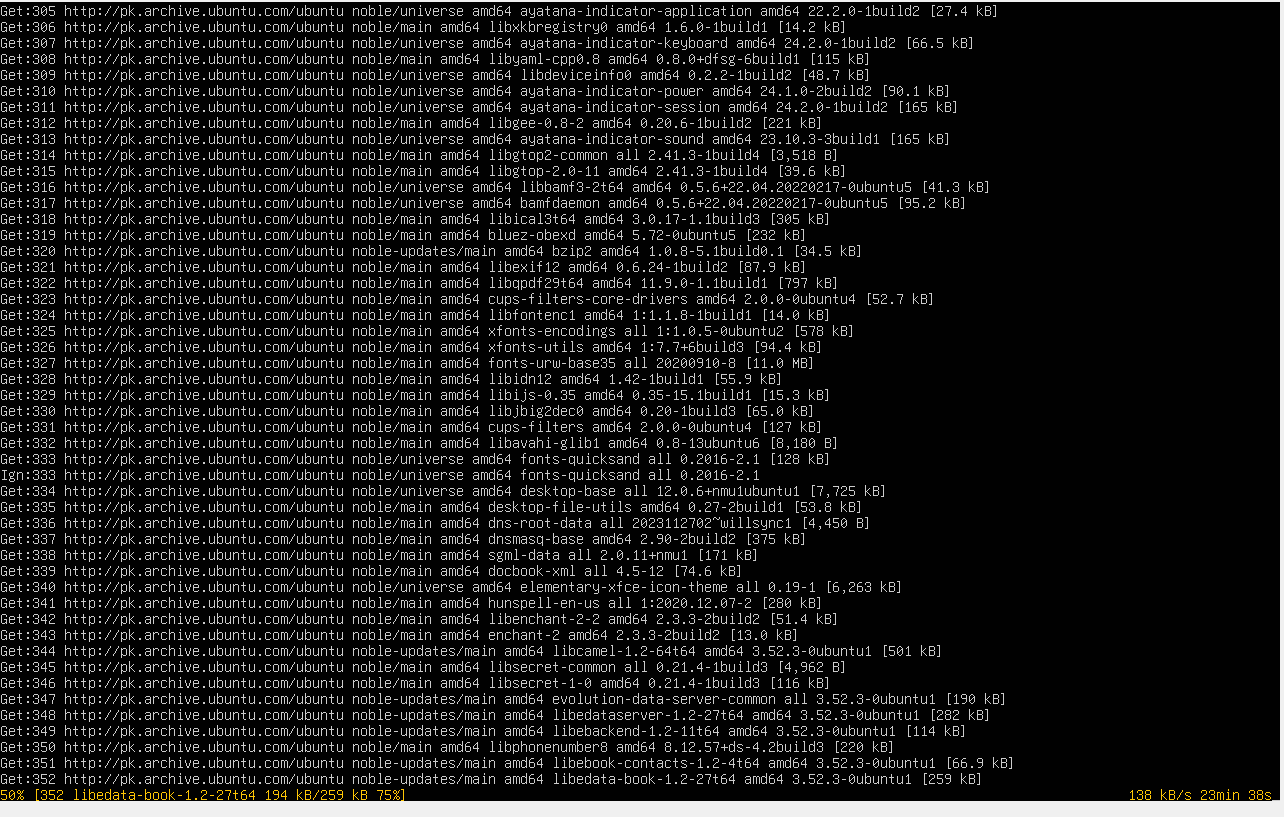 Get:305 http://pk.archive.ubuntu.com/ubuntu noble/universe amd64 ayatana-indicator-application amd64 22.2.0-1build2 [27.4 kB]
Get:306 http://pk.archive.ubuntu.com/ubuntu noble/main amd64 libxkbregistry0 amd64 1.6.0-1build1 [14.2 kB]
Get:307 http://pk.archive.ubuntu.com/ubuntu noble/universe amd64 ayatana-indicator-keyboard amd64 24.2.0-1build2 [66.5 kB]
Get:308 http://pk.archive.ubuntu.com/ubuntu noble/main amd64 libyaml-cpp0.8 amd64 0.8.0+dfsg-6build1 [115 kB]
Get:309 http://pk.archive.ubuntu.com/ubuntu noble/universe amd64 libdeviceinfo0 amd64 0.2.2-1build2 [48.7 kB]
Get:310 http://pk.archive.ubuntu.com/ubuntu noble/universe amd64 ayatana-indicator-power amd64 24.1.0-2build2 [90.1 kB]
Get:311 http://pk.archive.ubuntu.com/ubuntu noble/universe amd64 ayatana-indicator-session amd64 24.2.0-1build2 [165 kB]
Get:312 http://pk.archive.ubuntu.com/ubuntu noble/main amd64 libgee-0.8-2 amd64 0.20.6-1build2 [221 kB]
Get:313 http://pk.archive.ubuntu.com/ubuntu noble/universe amd64 ayatana-indicator-sound amd64 23.10.3-3build1 [165 kB]
Get:314 http://pk.archive.ubuntu.com/ubuntu noble/main amd64 libgtop2-common all 2.41.3-1build4 [3,518 B]
Get:315 http://pk.archive.ubuntu.com/ubuntu noble/main amd64 libgtop-2.0-11 amd64 2.41.3-1build4 [39.6 kB]
Get:316 http://pk.archive.ubuntu.com/ubuntu noble/universe amd64 libbamf3-2t64 amd64 0.5.6+22.04.20220217-0ubuntu5 [41.3 kB]
Get:317 http://pk.archive.ubuntu.com/ubuntu noble/universe amd64 bamfdaemon amd64 0.5.6+22.04.20220217-0ubuntu5 [95.2 kB]
Get:318 http://pk.archive.ubuntu.com/ubuntu noble/main amd64 libical3t64 amd64 3.0.17-1.1build3 [305 kB]
Get:319 http://pk.archive.ubuntu.com/ubuntu noble/main amd64 bluez-obexd amd64 5.72-0ubuntu5 [232 kB]
Get:320 http://pk.archive.ubuntu.com/ubuntu noble-updates/main amd64 bzip2 amd64 1.0.8-5.1build0.1 [34.5 kB]
Get:321 http://pk.archive.ubuntu.com/ubuntu noble/main amd64 libexif12 amd64 0.6.24-1build2 [87.9 kB]
Get:322 http://pk.archive.ubuntu.com/ubuntu noble/main amd64 libqpdf29t64 amd64 11.9.0-1.1build1 [797 kB]
Get:323 http://pk.archive.ubuntu.com/ubuntu noble/main amd64 cups-filters-core-drivers amd64 2.0.0-0ubuntu4 [52.7 kB]
Get:324 http://pk.archive.ubuntu.com/ubuntu noble/main amd64 libfontenc1 amd64 1:1.1.8-1build1 [14.0 kB]
Get:325 http://pk.archive.ubuntu.com/ubuntu noble/main amd64 xfonts-encodings all 1:1.0.5-0ubuntu2 [578 kB]
Get:326 http://pk.archive.ubuntu.com/ubuntu noble/main amd64 xfonts-utils amd64 1:7.7+6build3 [94.4 kB]
Get:327 http://pk.archive.ubuntu.com/ubuntu noble/main amd64 fonts-urw-base35 all 20200910-8 [11.0 MB]
Get:328 http://pk.archive.ubuntu.com/ubuntu noble/main amd64 libidn12 amd64 1.42-1build1 [55.9 kB]
Get:329 http://pk.archive.ubuntu.com/ubuntu noble/main amd64 libijs-0.35 amd64 0.35-15.1build1 [15.3 kB]
Get:330 http://pk.archive.ubuntu.com/ubuntu noble/main amd64 libjbig2dec0 amd64 0.20-1build3 [65.0 kB]
Get:331 http://pk.archive.ubuntu.com/ubuntu noble/main amd64 cups-filters amd64 2.0.0-0ubuntu4 [127 kB]
Get:332 http://pk.archive.ubuntu.com/ubuntu noble/main amd64 libavahi-glib1 amd64 0.8-13ubuntu6 [8,180 B]
Get:333 http://pk.archive.ubuntu.com/ubuntu noble/universe amd64 fonts-quicksand all 0.2016-2.1 [128 kB]
Ign:333 http://pk.archive.ubuntu.com/ubuntu noble/universe amd64 fonts-quicksand all 0.2016-2.1
Get:334 http://pk.archive.ubuntu.com/ubuntu noble/universe amd64 desktop-base all 12.0.6+nmu1ubuntu1 [7,725 kB]
Get:335 http://pk.archive.ubuntu.com/ubuntu noble/main amd64 desktop-file-utils amd64 0.27-2build1 [53.8 kB]
Get:336 http://pk.archive.ubuntu.com/ubuntu noble/main amd64 dns-root-data all 2023112702~willsync1 [4,450 B]
Get:337 http://pk.archive.ubuntu.com/ubuntu noble/main amd64 dnsmasq-base amd64 2.90-2build2 [375 kB]
Get:338 http://pk.archive.ubuntu.com/ubuntu noble/main amd64 sgml-data all 2.0.11+nmu1 [171 kB]
Get:339 http://pk.archive.ubuntu.com/ubuntu noble/main amd64 docbook-xml all 4.5-12 [74.6 kB]
Get:340 http://pk.archive.ubuntu.com/ubuntu noble/universe amd64 elementary-xfce-icon-theme all 0.19-1 [6,263 kB]
Get:341 http://pk.archive.ubuntu.com/ubuntu noble/main amd64 hunspell-en-us all 1:2020.12.07-2 [280 kB]
Get:342 http://pk.archive.ubuntu.com/ubuntu noble/main amd64 libenchant-2-2 amd64 2.3.3-2build2 [51.4 kB]
Get:343 http://pk.archive.ubuntu.com/ubuntu noble/main amd64 enchant-2 amd64 2.3.3-2build2 [13.0 kB]
Get:344 http://pk.archive.ubuntu.com/ubuntu noble-updates/main amd64 libcamel-1.2-64t64 amd64 3.52.3-0ubuntu1 [501 kB]
Get:345 http://pk.archive.ubuntu.com/ubuntu noble/main amd64 libsecret-common all 0.21.4-1build3 [4,962 B]
Get:346 http://pk.archive.ubuntu.com/ubuntu noble/main amd64 libsecret-1-0 amd64 0.21.4-1build3 [116 kB]
Get:347 http://pk.archive.ubuntu.com/ubuntu noble-updates/main amd64 evolution-data-server-common all 3.52.3-0ubuntu1 [190 kB]
Get:348 http://pk.archive.ubuntu.com/ubuntu noble-updates/main amd64 libedataserver-1.2-27t64 amd64 3.52.3-0ubuntu1 [282 kB]
Get:349 http://pk.archive.ubuntu.com/ubuntu noble-updates/main amd64 libebackend-1.2-11t64 amd64 3.52.3-0ubuntu1 [114 kB]
Get:350 http://pk.archive.ubuntu.com/ubuntu noble/main amd64 libphonenumber8 amd64 8.12.57+ds-4.2build3 [220 kB]
Get:351 http://pk.archive.ubuntu.com/ubuntu noble-updates/main amd64 libebook-contacts-1.2-4t64 amd64 3.52.3-0ubuntu1 [66.9 kB]
Get:352 http://pk.archive.ubuntu.com/ubuntu noble-updates/main amd64 libedata-book-1.2-27t64 amd64 3.52.3-0ubuntu1 [259 kB]
50% [352 libedata-book-1.2-27t64 194 kB/259 kB 75%] 138 kB/s 23min 38s